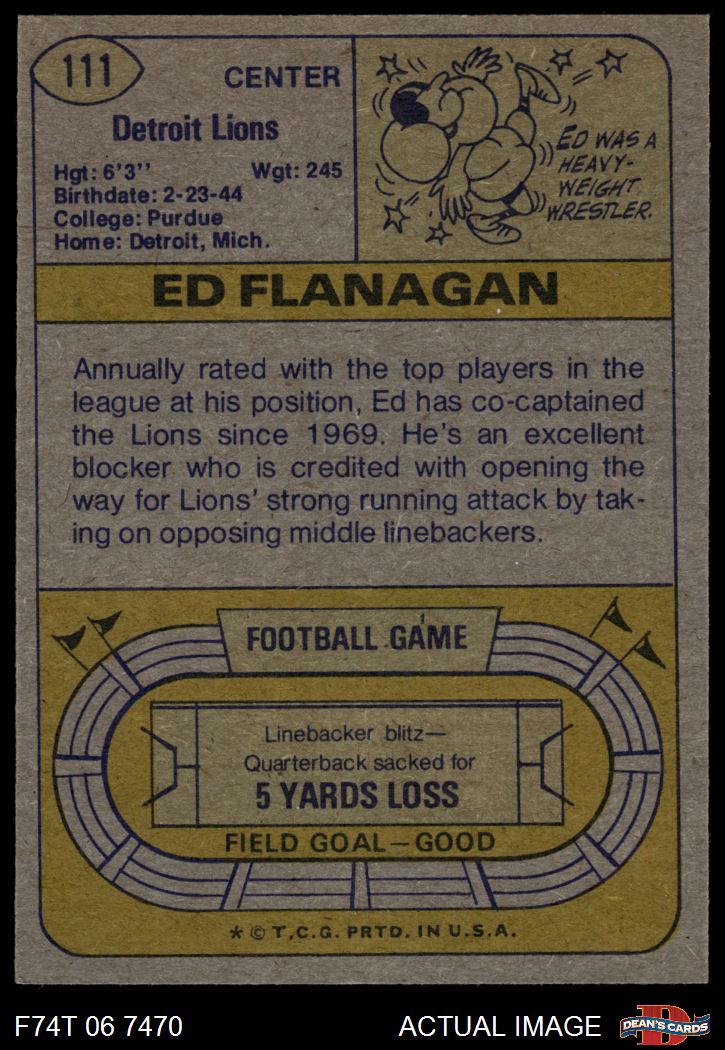 111
CENTER
Detroit Lions
Hgt: 6'3'' Wgt: 245
Birthdate: 2-23-44
College: Purdue
Home: Detroit, Mich.
ED WAS A
HEAVY-
WEIGHT
WRESTLER.
ED FLANAGAN
Annually rated with the top players in the
league at his position, Ed has co-captained
the Lions since 1969. He's an excellent
blocker who is credited with opening the
way for Lions' strong running attack by tak-
ing on opposing middle linebackers.
FOOTBALL GAME
Linebacker blitz—
Quarterback sacked for
5 YARDS LOSS
FIELD GOAL—GOOD
* © T.C.G. PRTD. IN U.S.A.
F74T 06 7470 ACTUAL IMAGE
D
DEAN'S CARDS